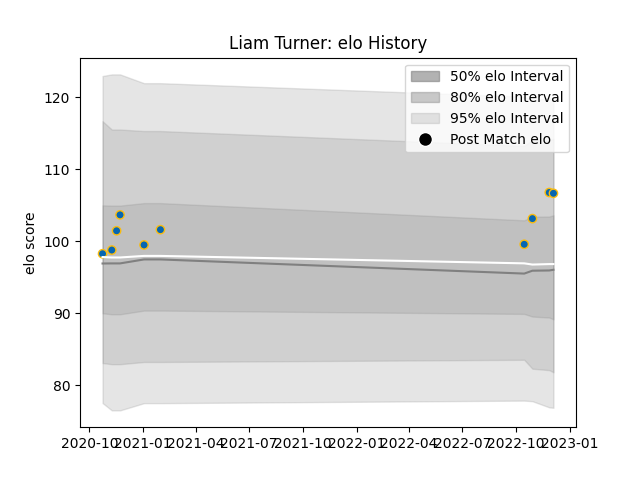 Liam Turner: elo History
50% elo Interval
80% elo Interval
95% elo Interval
Post Match elo
elo score
120
110
100
90
80
2020-10 2021-01 2021-04 2021-07 2021-10 2022-01 2022-04 2022-07 2022-10 2023-01